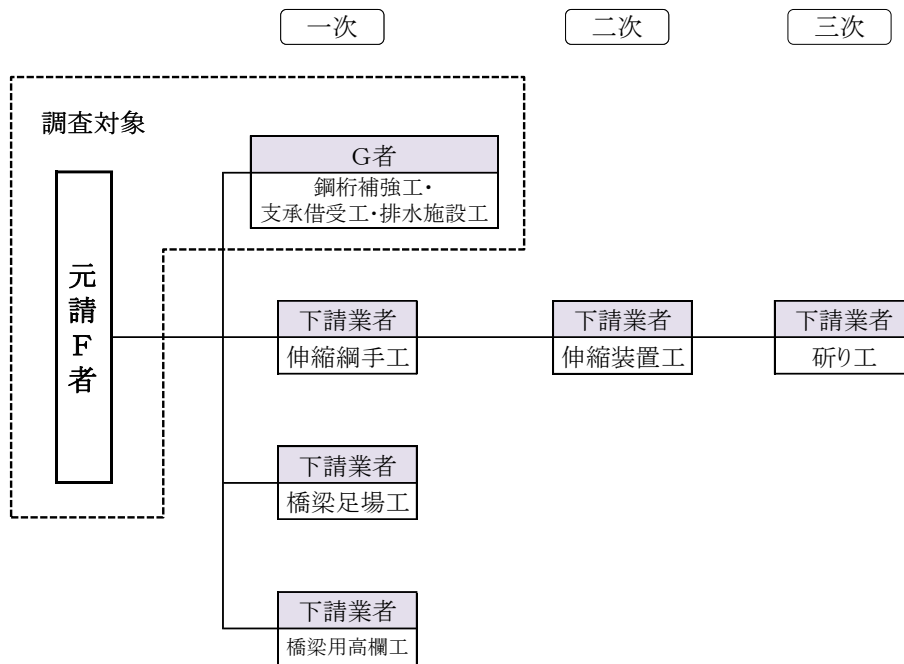 一次
二次
三次
調査対象
G者
鋼桁補強工・
支承借受工・排水施設工
元請F者
下請業者
伸縮綱手工
下請業者
伸縮装置工
下請業者
斫り工
下請業者
橋梁足場工
下請業者
橋梁用高欄工